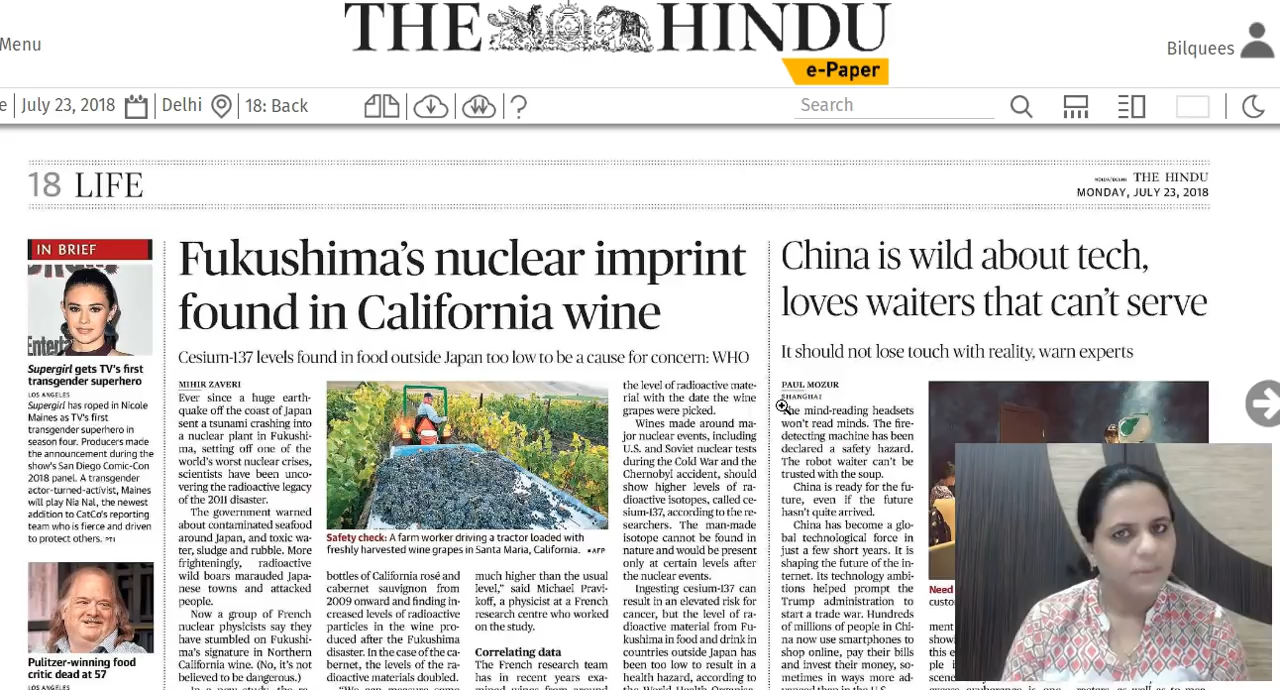 THE HINDU
e-Paper
Menu
Bilquees
e | July 23, 2018 | Delhi | 18: Back
?
Search
18 LIFE
THE HINDU
MONDAY, JULY 23, 2018
IN BRIEF
Supergirl gets TV's first
transgender superhero
LOS ANGELES
Supergirl has roped in Nicole
Maines as TV's first
transgender superhero in
season four. Producers made
the announcement during the
show's San Diego Comic-Con
2018 panel. A transgender
actor-turned-activist, Maines
will play Nia Nal, the newest
addition to CatCo's reporting
team who is fierce and driven
to protect others. PTI
Pulitzer-winning food
critic dead at 57
LOS ANGELES
Fukushima's nuclear imprint
found in California wine
Cesium-137 levels found in food outside Japan too low to be a cause for concern: WHO
MIHIR ZAVERI
Ever since a huge earth-
quake off the coast of Japan
sent a tsunami crashing into
a nuclear plant in Fukushi-
ma, setting off one of the
world's worst nuclear crises,
scientists have been unco-
vering the radioactive legacy
of the 2011 disaster.
The government warned
about contaminated seafood
around Japan, and toxic wa-
ter, sludge and rubble. More
frighteningly, radioactive
wild boars marauded Japa-
nese towns and attacked
people.
Now a group of French
nuclear physicists say they
have stumbled on Fukushi-
ma's signature in Northern
California wine. (No, it's not
believed to be dangerous.)
Safety check: A farm worker driving a tractor loaded with
freshly harvested wine grapes in Santa Maria, California. AFP
bottles of California rosé and
cabernet sauvignon from
2009 onward and finding in-
creased levels of radioactive
particles in the wine pro-
duced after the Fukushima
disaster. In the case of ca-
bernet, the levels of the ra-
dioactive materials doubled.
much higher than the usual
level," said Michael Pravi-
koff, a physicist at a French
research centre who worked
on the study.
Correlating data
The French research team
has in recent years exa-
mined wines from around
the level of radioactive mate-
rial with the date the wine
grapes were picked.
Wines made around ma-
jor nuclear events, including
U.S. and Soviet nuclear tests
during the Cold War and the
Chernobyl accident, should
show higher levels of ra-
dioactive isotopes, called ce-
sium-137, according to the re-
searchers. The man-made
isotope cannot be found in
nature and would be present
only at certain levels after
the nuclear events.
Ingesting cesium-137 can
result in an elevated risk for
cancer, but the level of ra-
dioactive material from Fu-
kushima in food and drink in
countries outside Japan has
been too low to result in a
health hazard, according to
China is wild about tech,
loves waiters that can't serve
It should not lose touch with reality, warn experts
PAUL MOZUR
SHANGHAI
The mind-reading headsets
won't read minds. The fire-
detecting machine has been
declared a safety hazard.
The robot waiter can't be
trusted with the soup.
China is ready for the fu-
ture, even if the future
hasn't quite arrived.
China has become a glo-
bal technological force in
just a few short years. It is
shaping the future of the in-
ternet. Its technology ambi-
tions helped prompt the
Trump administration to
start a trade war. Hundreds
of millions of people in Chi-
na now use smartphones to
shop online, pay their bills
and invest their money, so-
metimes in ways more ad-
vanced than in the U.S.
Need
custo
ment
show
this e
ple i
scene